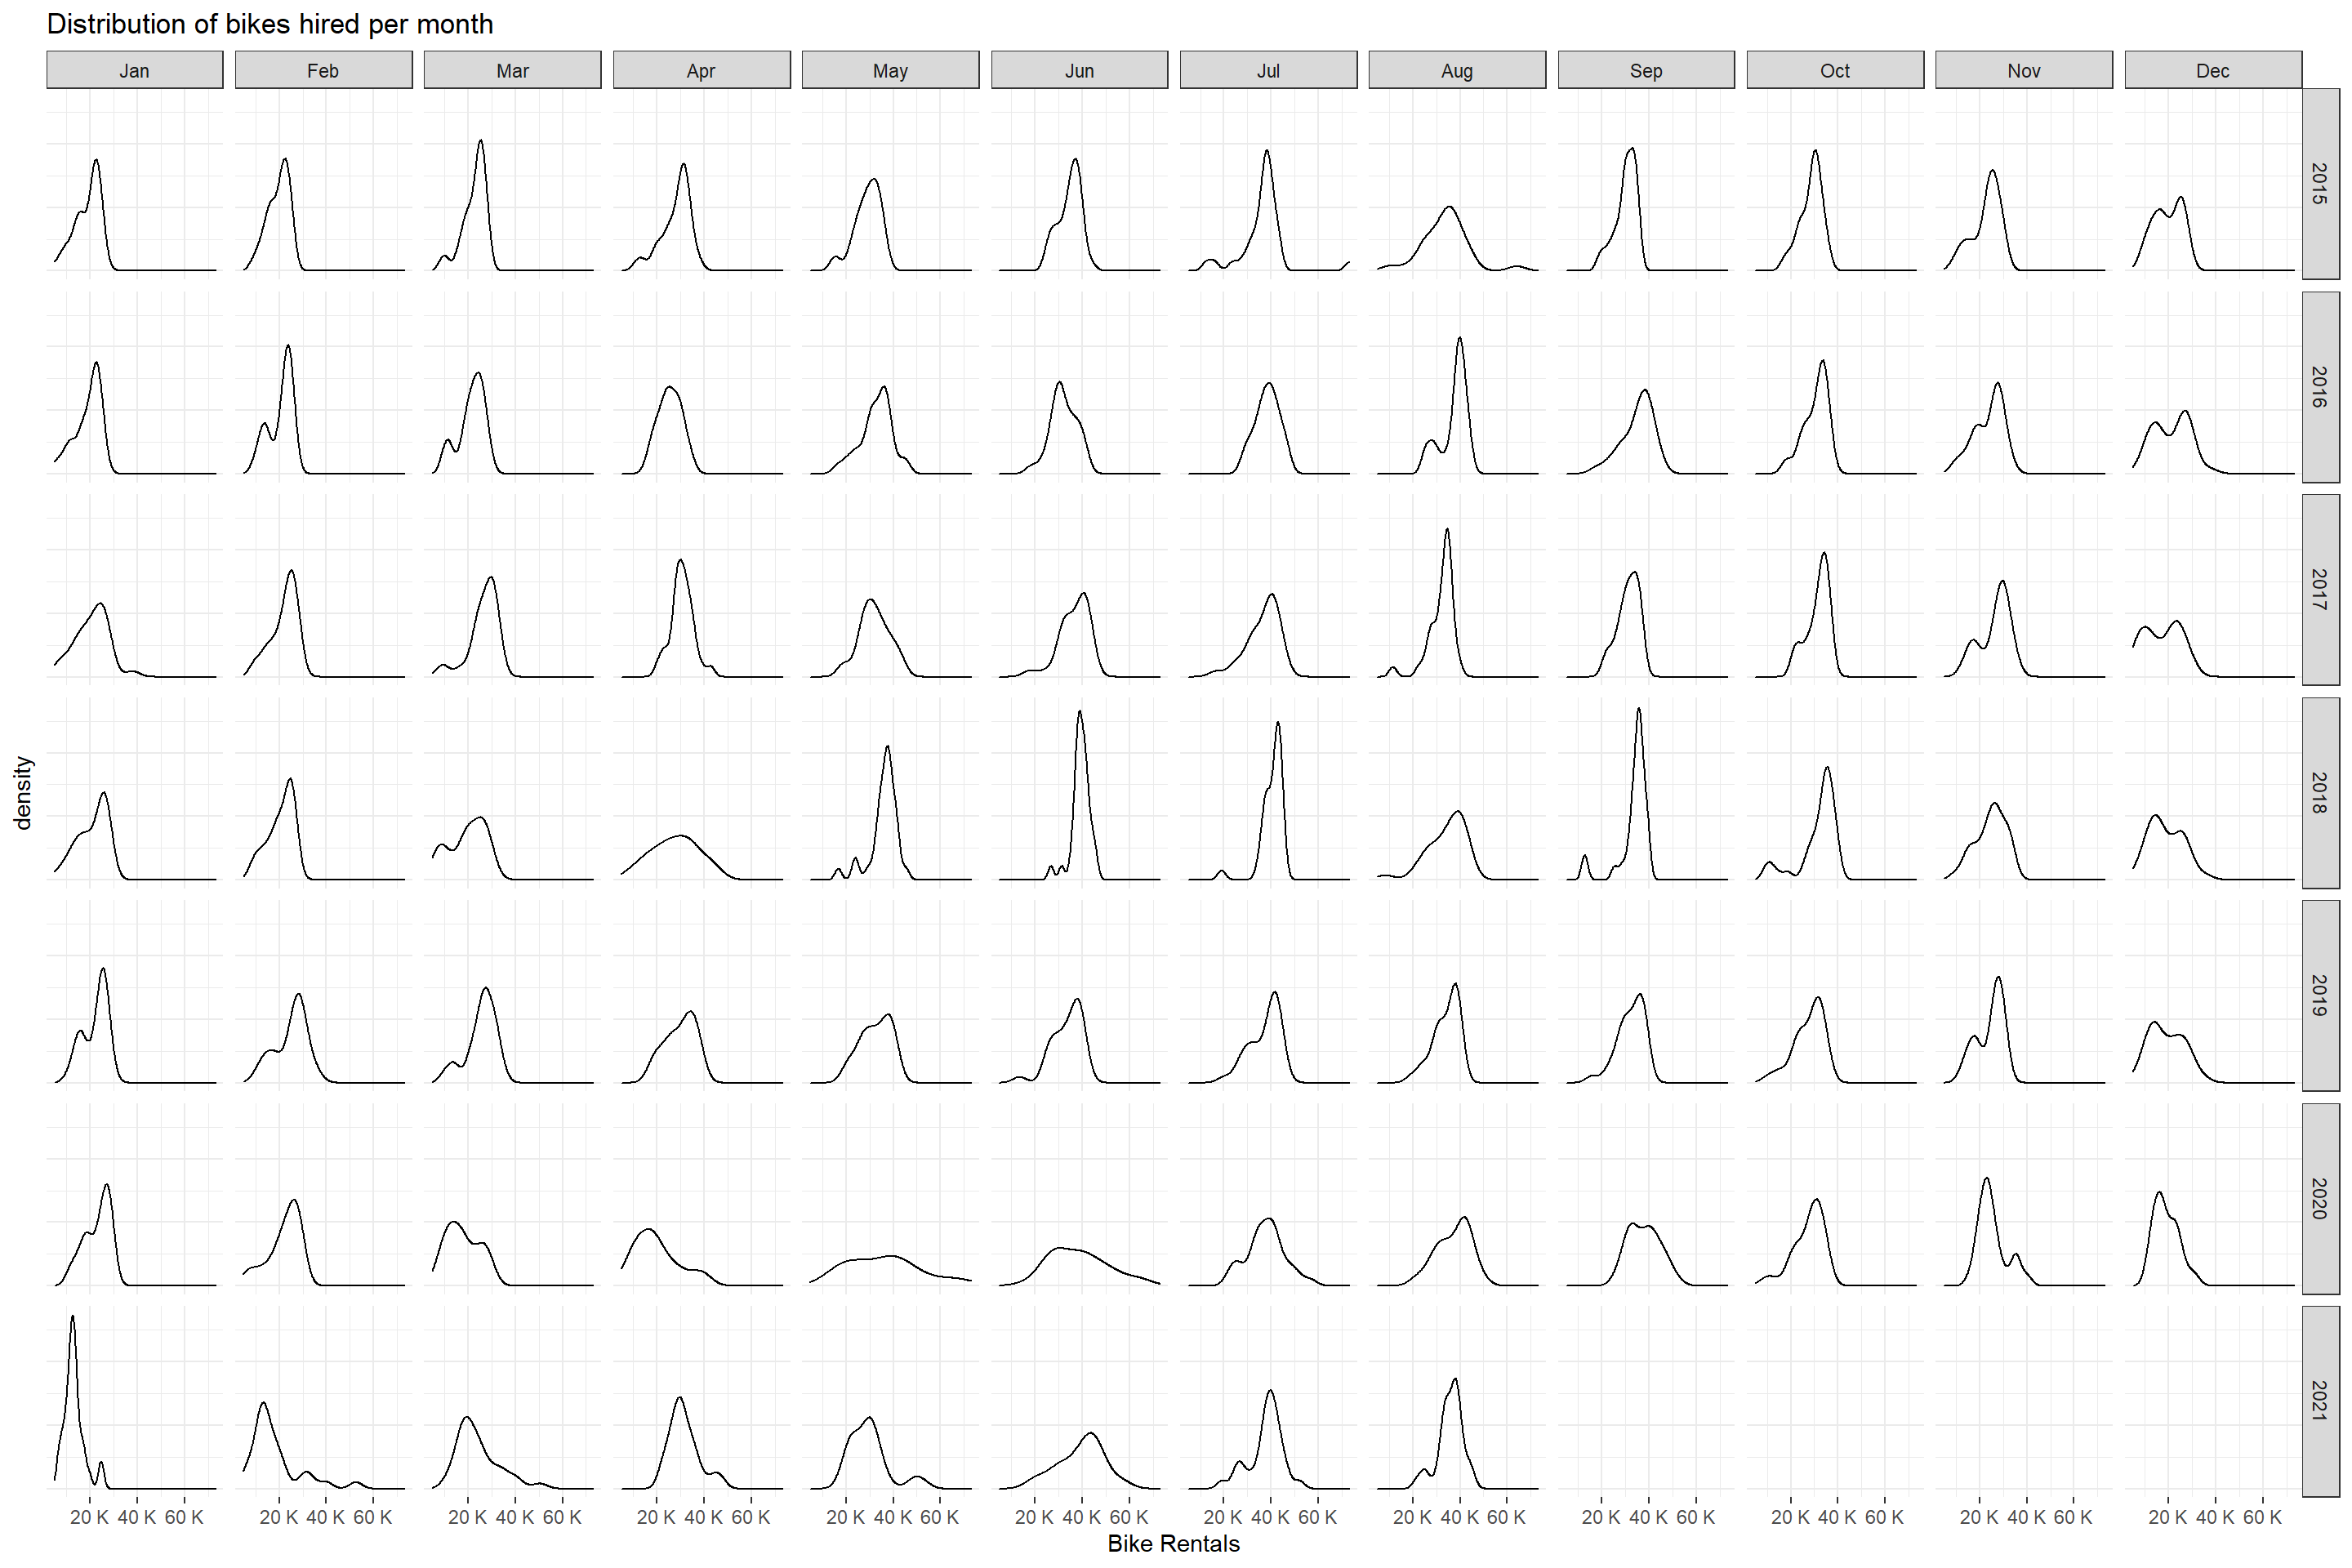 Distribution of bikes hired per month
Jan Feb Mar Apr May Jun Jul Aug Sep Oct Nov Dec
2015
2016
2017
density
2018
2019
2020
2021
20 K 40 K 60 K 20 K 40 K 60 K 20 K 40 K 60 K 20 K 40 K 60 K 20 K 40 K 60 K 20 K 40 K 60 K 20 K 40 K 60 K 20 K 40 K 60 K 20 K 40 K 60 K 20 K 40 K 60 K 20 K 40 K 60 K 20 K 40 K 60 K
Bike Rentals